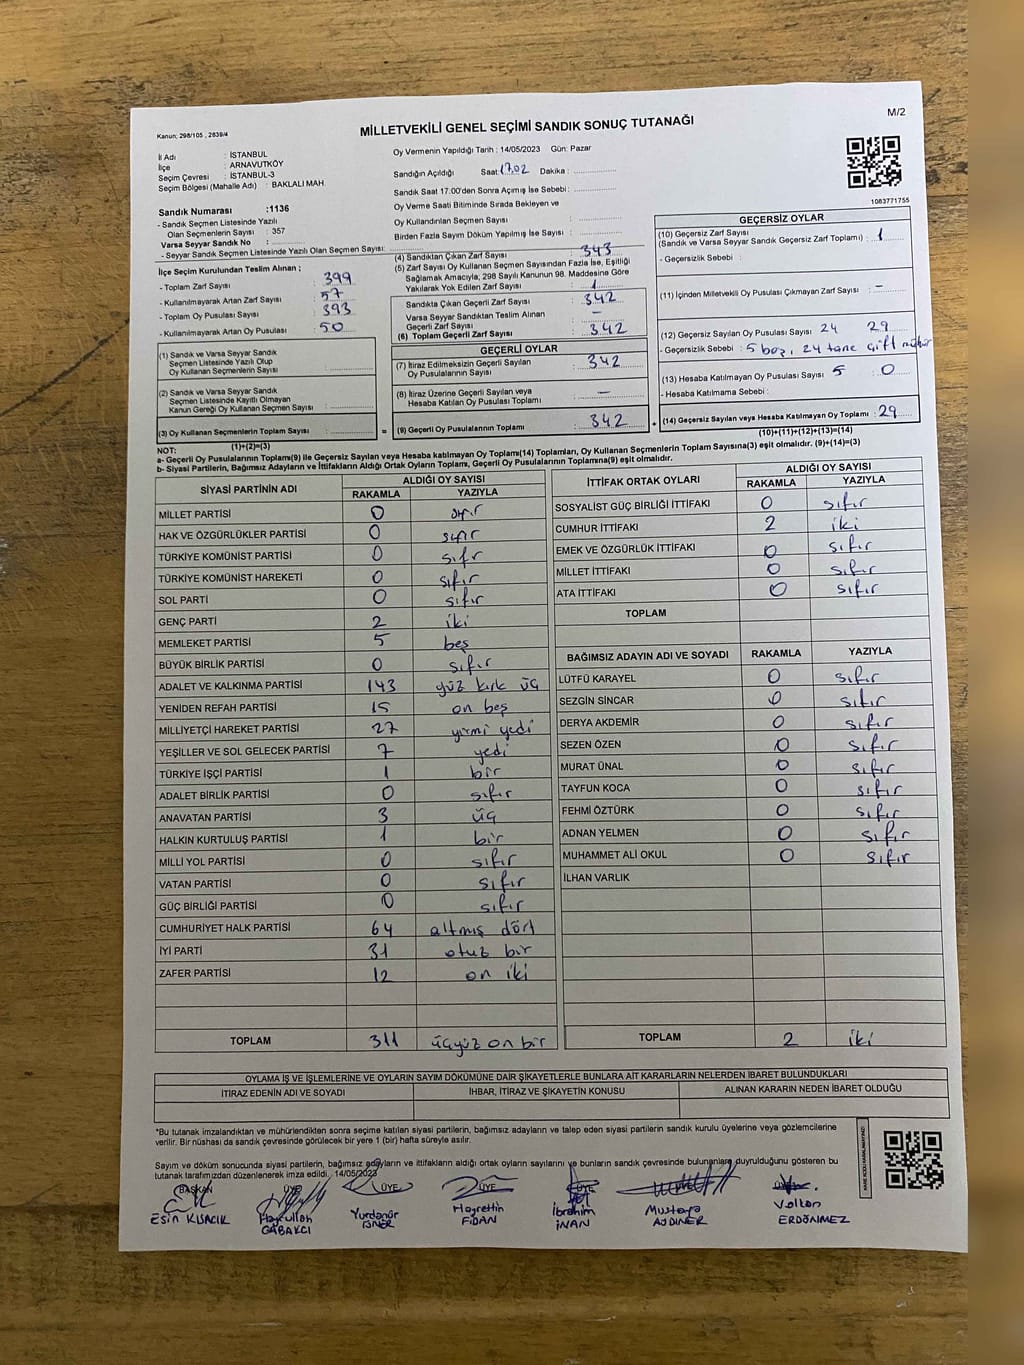 M/2
Kanun: 298/105 , 2839/4
MİLLETVEKİLİ GENEL SEÇİMİ SANDIK SONUÇ TUTANAĞI
İl Adı : İSTANBUL
İlçe : ARNAVUTKÖY
Seçim Çevresi : İSTANBUL-3
Seçim Bölgesi (Mahalle Adı) : BAKLALI MAH.
Oy Vermenin Yapıldığı Tarih : 14/05/2023 Gün: Pazar
Sandığın Açıldığı Saat: 17.02 Dakika :
Sandık Saat 17.00'den Sonra Açımış İse Sebebi :
Oy Verme Saati Bitiminde Sırada Bekleyen ve
Oy Kullandırılan Seçmen Sayısı :
Birden Fazla Sayım Döküm Yapılmış İse Sayısı :
1083771755
Sandık Numarası :1136
- Sandık Seçmen Listesinde Yazılı
Olan Seçmenlerin Sayısı : 357
Varsa Seyyar Sandık No :
- Seyyar Sandık Seçmen Listesinde Yazılı Olan Seçmen Sayısı:
İlçe Seçim Kurulundan Teslim Alınan ;
- Toplam Zarf Sayısı : 399
- Kullanılmayarak Artan Zarf Sayısı : 57
- Toplam Oy Pusulası Sayısı : 393
- Kullanılmayarak Artan Oy Pusulası : 50
(1) Sandık ve Varsa Seyyar Sandık
Seçmen Listesinde Yazılı Olup
Oy Kullanan Seçmenlerin Sayısı :
(2) Sandık ve Varsa Seyyar Sandık
Seçmen Listesinde Kayıtlı Olmayan
Kanun Gereği Oy Kullanan Seçmenlerin Sayısı :
(3) Oy Kullanan Seçmenlerin Toplam Sayısı :
(1)+(2)=(3)
(4) Sandıktan Çıkan Zarf Sayısı : 343
(5) Zarf Sayısı Oy Kullanan Seçmen Sayısından Fazla İse, Eşitliği
Sağlamak Amacıyla, 298 Sayılı Kanunun 98. Maddesine Göre
Yakılarak Yok Edilen Zarf Sayısı : 1
Sandıkta Çıkan Geçerli Zarf Sayısı : 342
Varsa Seyyar Sandıktan Teslim Alınan
Geçerli Zarf Sayısı : -
(6) Toplam Geçerli Zarf Sayısı : 342
GEÇERLİ OYLAR
(7) İtiraz Edilmeksizin Geçerli Sayılan
Oy Pusulalarının Sayısı : 342
(8) İtiraz Üzerine Geçerli Sayılan veya
Hesaba Katılan Oy Pusulası Toplamı : -
= (9) Geçerli Oy Pusulalarının Toplamı : 342 +
GEÇERSİZ OYLAR
(10) Geçersiz Zarf Sayısı
(Sandık ve Varsa Seyyar Sandık Geçersiz Zarf Toplamı) : 1
- Geçersizlik Sebebi :
(11) İçinden Milletvekili Oy Pusulası Çıkmayan Zarf Sayısı : -
(12) Geçersiz Sayılan Oy Pusulası Sayısı 24 29
- Geçersizlik Sebebi : 5 boş, 24 tane çift mühür
(13) Hesaba Katılmayan Oy Pusulası Sayısı 5 : 0
- Hesaba Katılmama Sebebi :
(14) Geçersiz Sayılan veya Hesaba Katılmayan Oy Toplamı : 29
(10)+(11)+(12)+(13)=(14)
NOT:
a- Geçerli Oy Pusulalarının Toplamı(9) ile Geçersiz Sayılan veya Hesaba katılmayan Oy Toplamı(14) Toplamları, Oy Kullanan Seçmenlerin Toplam Sayısına(3) eşit olmalıdır. (9)+(14)=(3)
b- Siyasi Partilerin, Bağımsız Adayların ve İttifakların Aldığı Ortak Oyların Toplamı, Geçerli Oy Pusulalarının Toplamına(9) eşit olmalıdır.
SİYASİ PARTİNİN ADI ALDIĞI OY SAYISI
RAKAMLA YAZIYLA
MİLLET PARTİSİ 0 sıfır
HAK VE ÖZGÜRLÜKLER PARTİSİ 0 sıfır
TÜRKİYE KOMÜNİST PARTİSİ 0 sıfır
TÜRKİYE KOMÜNİST HAREKETİ 0 sıfır
SOL PARTİ 0 sıfır
GENÇ PARTİ 2 iki
MEMLEKET PARTİSİ 5 beş
BÜYÜK BİRLİK PARTİSİ 0 sıfır
ADALET VE KALKINMA PARTİSİ 143 yüz kırk üç
YENİDEN REFAH PARTİSİ 15 on beş
MİLLİYETÇİ HAREKET PARTİSİ 27 yirmi yedi
YEŞİLLER VE SOL GELECEK PARTİSİ 7 yedi
TÜRKİYE İŞÇİ PARTİSİ 1 bir
ADALET BİRLİK PARTİSİ 0 sıfır
ANAVATAN PARTİSİ 3 üç
HALKIN KURTULUŞ PARTİSİ 1 bir
MİLLİ YOL PARTİSİ 0 sıfır
VATAN PARTİSİ 0 sıfır
GÜÇ BİRLİĞİ PARTİSİ 0 sıfır
CUMHURİYET HALK PARTİSİ 64 altmış dört
İYİ PARTİ 31 otuz bir
ZAFER PARTİSİ 12 on iki
TOPLAM 311 üçyüz on bir
İTTİFAK ORTAK OYLARI ALDIĞI OY SAYISI
RAKAMLA YAZIYLA
SOSYALİST GÜÇ BİRLİĞİ İTTİFAKI 0 sıfır
CUMHUR İTTİFAKI 2 iki
EMEK VE ÖZGÜRLÜK İTTİFAKI 0 sıfır
MİLLET İTTİFAKI 0 sıfır
ATA İTTİFAKI 0 sıfır
TOPLAM
BAĞIMSIZ ADAYIN ADI VE SOYADI RAKAMLA YAZIYLA
LÜTFÜ KARAYEL 0 sıfır
SEZGİN SİNCAR 0 sıfır
DERYA AKDEMİR 0 sıfır
SEZEN ÖZEN 0 sıfır
MURAT ÜNAL 0 sıfır
TAYFUN KOCA 0 sıfır
FEHMİ ÖZTÜRK 0 sıfır
ADNAN YELMEN 0 sıfır
MUHAMMET ALİ OKUL 0 sıfır
İLHAN VARLIK
TOPLAM 2 iki
OYLAMA İŞ VE İŞLEMLERİNE VE OYLARIN SAYIM DÖKÜMÜNE DAİR ŞİKAYETLERLE BUNLARA AİT KARARLARIN NELERDEN İBARET BULUNDUKLARI
İTİRAZ EDENİN ADI VE SOYADI İHBAR, İTİRAZ VE ŞİKAYETİN KONUSU ALINAN KARARIN NEDEN İBARET OLDUĞU
*Bu tutanak imzalandıktan ve mühürlendikten sonra seçime katılan siyasi partilerin, bağımsız adayların ve talep eden siyasi partilerin sandık kurulu üyelerine veya gözlemcilerine
verilir. Bir nüshası da sandık çevresinde görülecek bir yere 1 (bir) hafta süreyle asılır.
Sayım ve döküm sonucunda siyasi partilerin, bağımsız adayların ve ittifakların aldığı ortak oyların sayılarını ve bunların sandık çevresinde bulunanlara duyrulduğunu gösteren bu
tutanak tarafımızdan düzenlenerek imza edildi. 14/05/2023
BAŞKAN ÜYE ÜYE ÜYE ÜYE ÜYE
Esin KISACIK Hayrullah ÇABAKCI Yurdanür Hayrettin FİDAN İbrahim İNAN Mustafa AYDINER Volkan ERDÖNMEZ